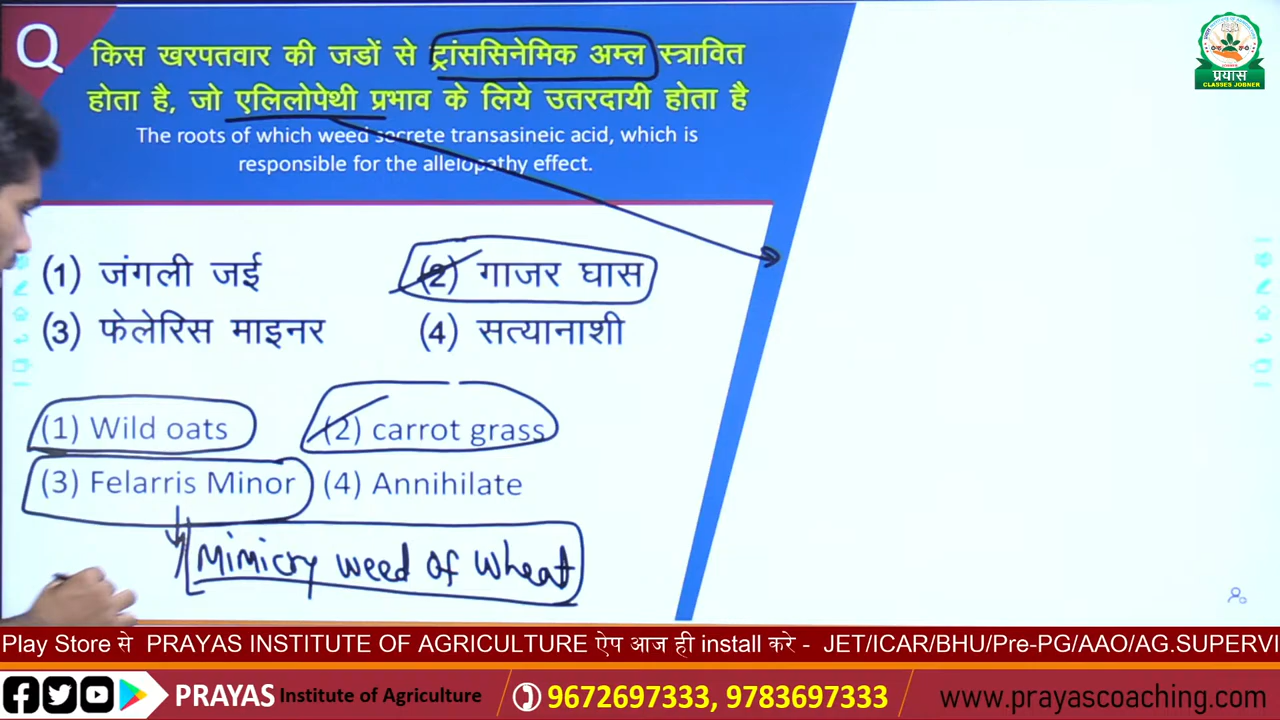 Q
किस खरपतवार की जडों से ट्रांससिनेमिक अम्ल स्त्रावित
होता है, जो एलिलोपेथी प्रभाव के लिये उतरदायी होता है
The roots of which weed secrete transasineic acid, which is
responsible for the allelopathy effect.
प्रयास
CLASSES JOBNER
(1) जंगली जई (2) गाजर घास
(3) फेलेरिस माइनर (4) सत्यानाशी
(1) Wild oats (2) carrot grass
(3) Felarris Minor (4) Annihilate
Mimicry weed of wheat
Play Store से PRAYAS INSTITUTE OF AGRICULTURE ऐप आज ही install करे - JET/ICAR/BHU/Pre-PG/AAO/AG.SUPERVI
PRAYAS Institute of Agriculture 9672697333, 9783697333 www.prayascoaching.com